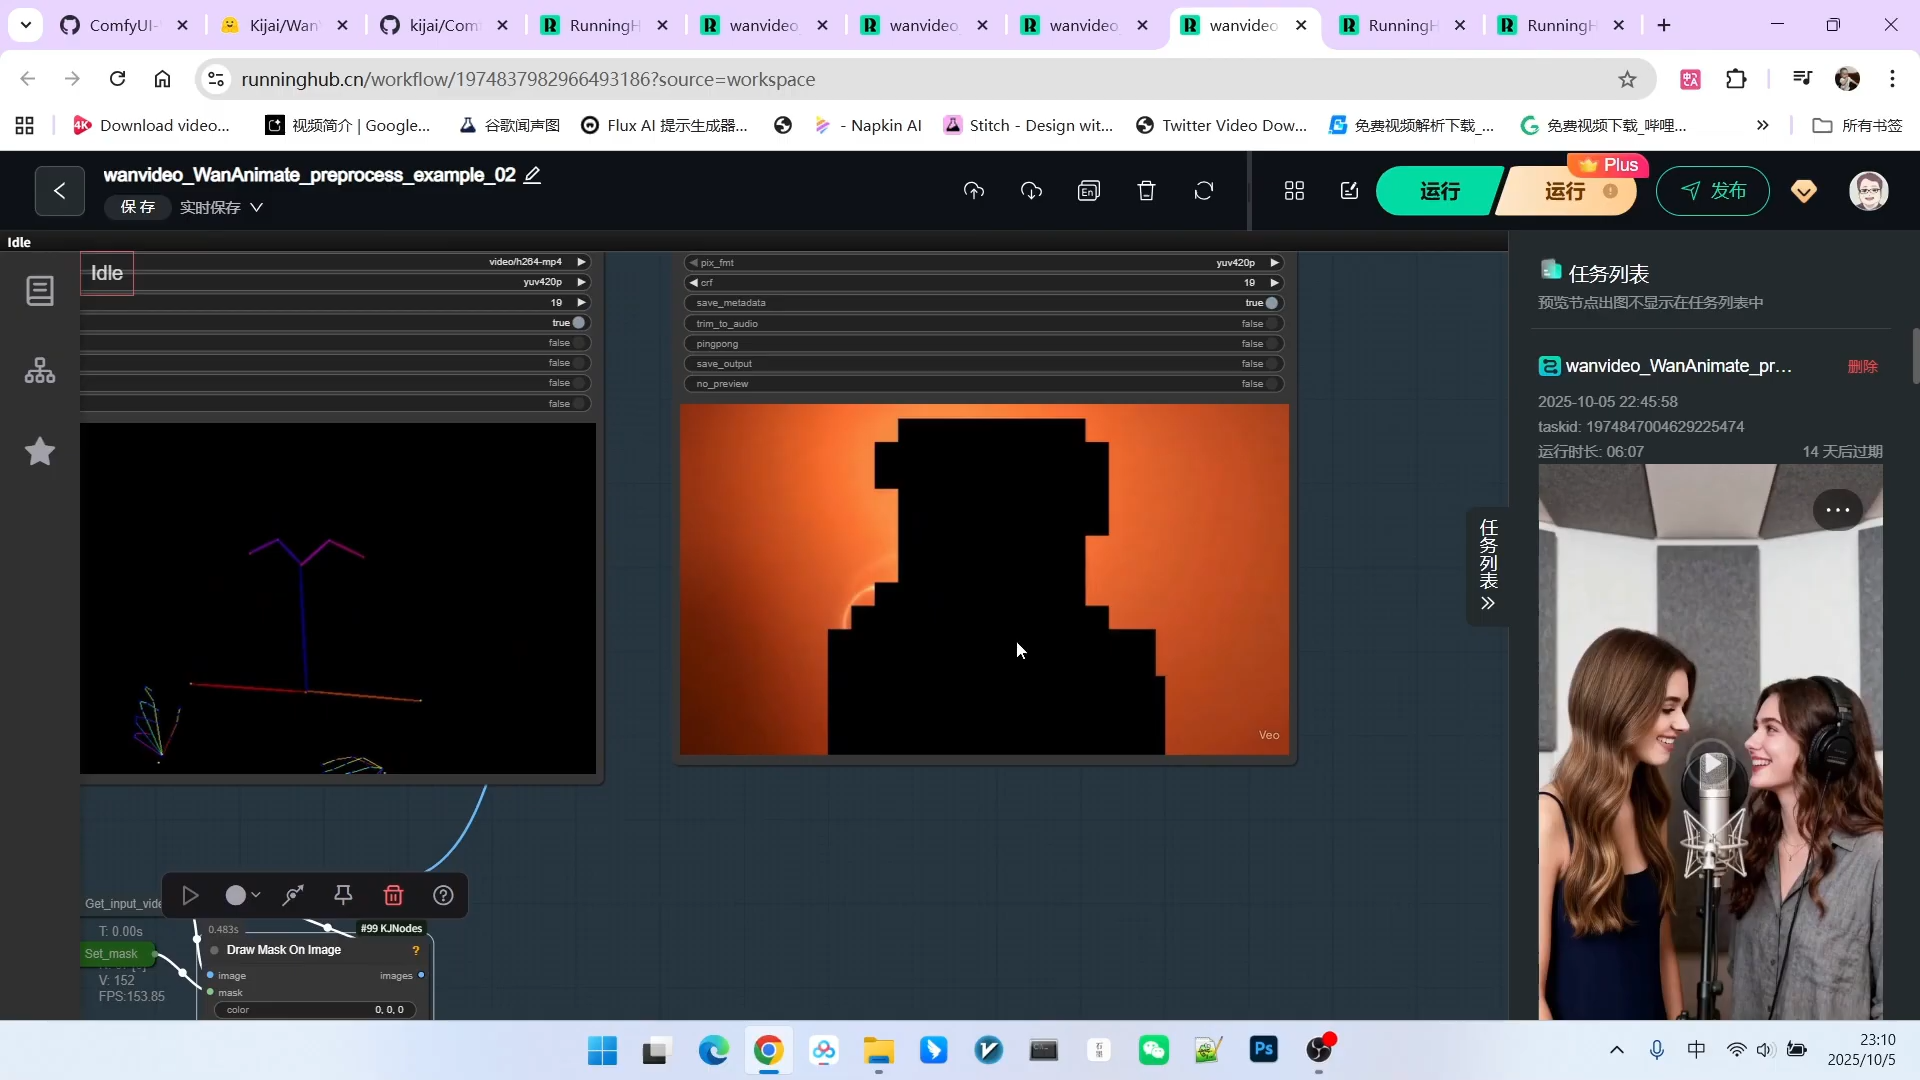 ComfyUI-
Kijai/Wan
kijai/Com
RunningH
wanvideo_
wanvideo_
wanvideo_
wanvideo_
RunningH
RunningH
runninghub.cn/workflow/1974837982966493186?source=workspace
Download video...
视频简介 | Google...
谷歌闻声图
Flux AI 提示生成器...
- Napkin AI
Stitch - Design wit...
Twitter Video Dow...
免费视频解析下载_...
免费视频下载_哔哩...
所有书签
wanvideo_WanAnimate_preprocess_example_02
保存
实时保存
En
运行
运行
Plus
发布
Idle
Idle
video/h264-mp4
yuv420p
19
true
false
false
false
false
pix_fmt yuv420p
crf 19
save_metadata true
trim_to_audio false
pingpong false
save_output false
no_preview false
Veo
任务列表
预览节点出图不显示在任务列表中
wanvideo_WanAnimate_pr...
删除
2025-10-05 22:45:58
taskid: 1974847004629225474
运行时长: 06:07
14 天后过期
任务列表
Get_input_vide
T: 0.00s
Set_mask
V: 152
FPS:153.85
0.483s
#99 KJNodes
Draw Mask On Image ?
image images
mask
color 0, 0, 0
中
23:10
2025/10/5